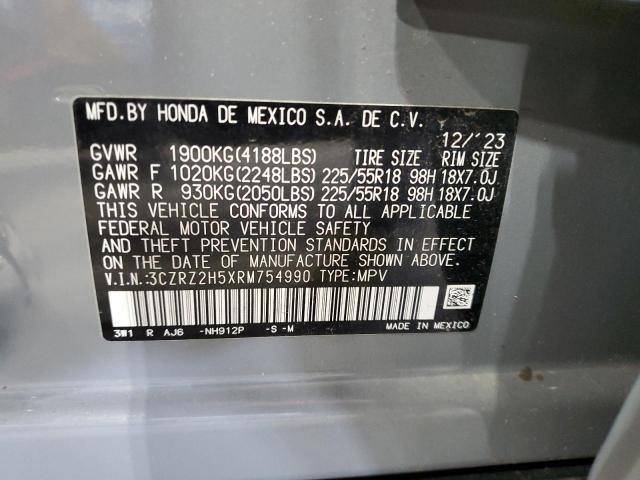 MFD.BY HONDA DE MEXICO S.A. DE C.V. 12/'23
GVWR 1900KG(4188LBS) TIRE SIZE RIM SIZE
GAWR F 1020KG(2248LBS) 225/55R18 98H 18X7.0J
GAWR R 930KG(2050LBS) 225/55R18 98H 18X7.0J
THIS VEHICLE CONFORMS TO ALL APPLICABLE
FEDERAL MOTOR VEHICLE SAFETY
AND THEFT PREVENTION STANDARDS IN EFFECT
ON THE DATE OF MANUFACTURE SHOWN ABOVE.
V.I.N.:3CZRZ2H5XRM754990 TYPE:MPV
3W1 R AJ6 -NH912P -S -M
MADE IN MEXICO